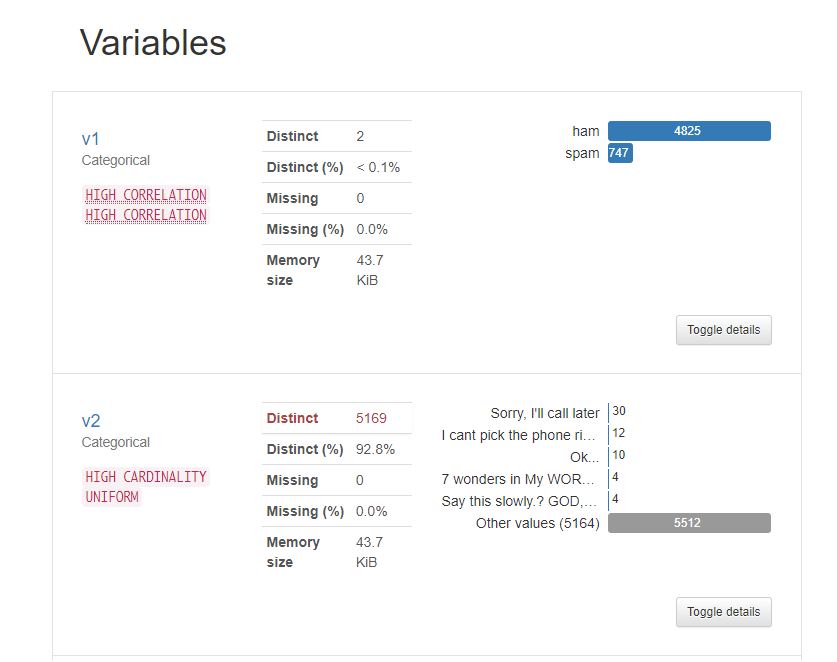 Variables
v1
Categorical
HIGH CORRELATION
HIGH CORRELATION
Distinct 2
Distinct (%) < 0.1%
Missing 0
Missing (%) 0.0%
Memory size 43.7 KiB
ham 4825
spam 747
Toggle details
v2
Categorical
HIGH CARDINALITY
UNIFORM
Distinct 5169
Distinct (%) 92.8%
Missing 0
Missing (%) 0.0%
Memory size 43.7 KiB
Sorry, I'll call later 30
I cant pick the phone ri... 12
Ok... 10
7 wonders in My WOR... 4
Say this slowly.? GOD,... 4
Other values (5164) 5512
Toggle details